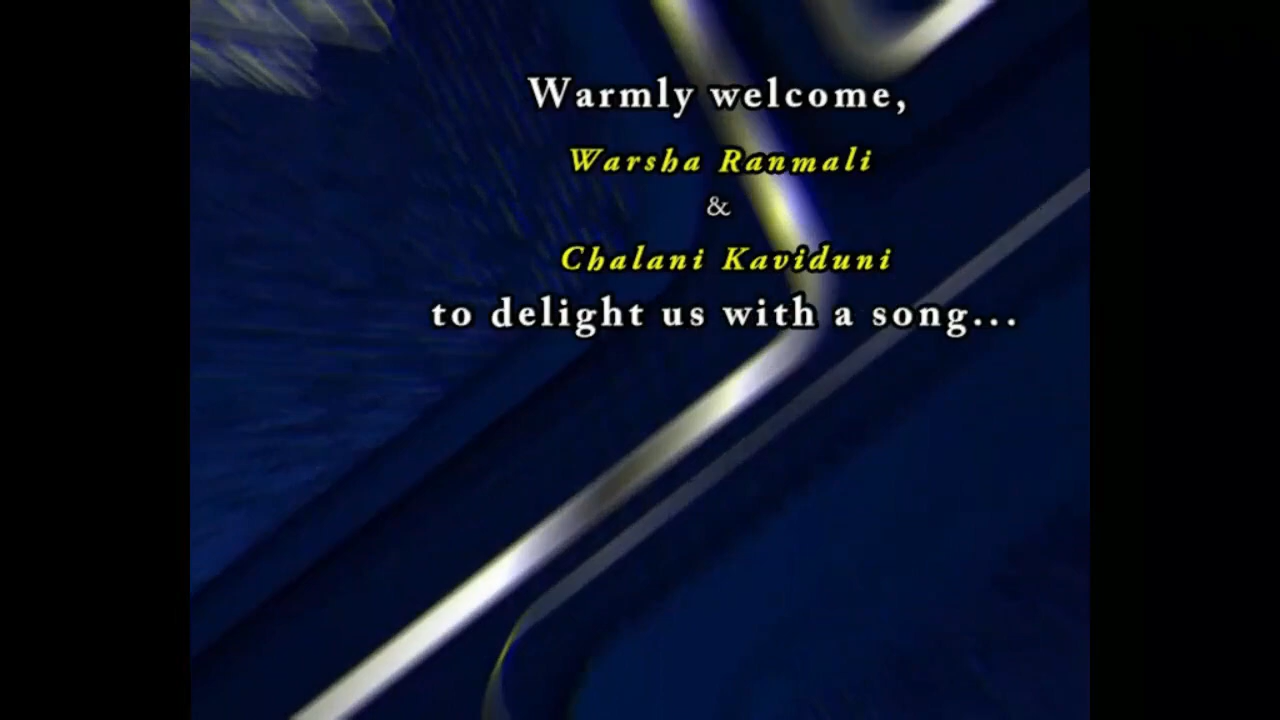 Warmly welcome,
Warsha Ranmali
&
Chalani Kaviduni
to delight us with a song...